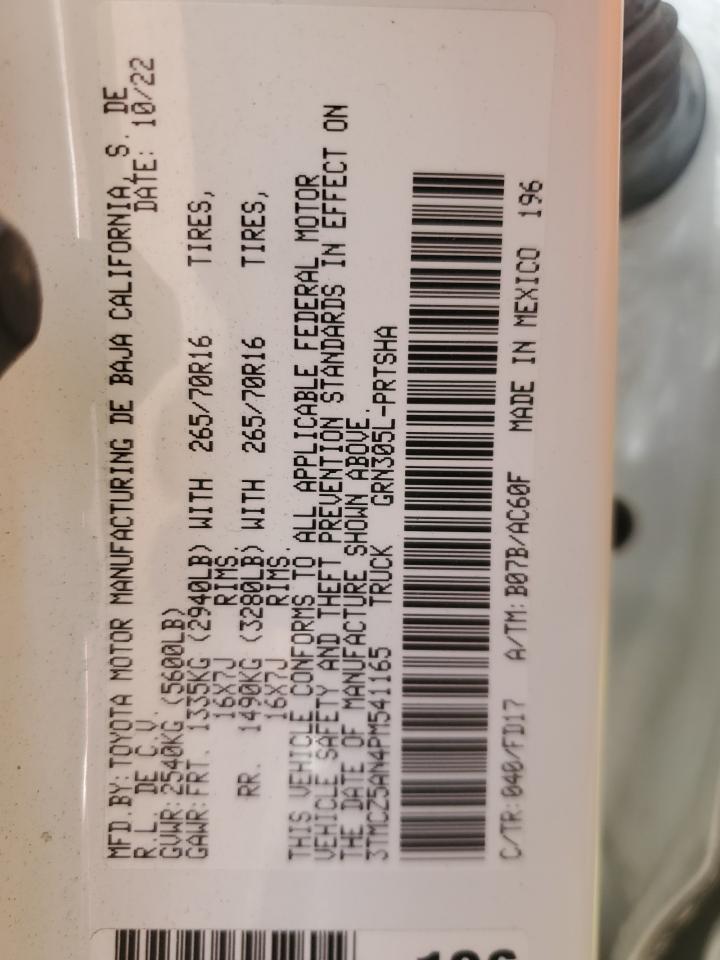 MFD.BY:TOYOTA MOTOR MANUFACTURING DE BAJA CALIFORNIA, S. DE
R.L. DE C.V. DATE: 10/22
GVWR:2540KG (5600LB)
GAWR:FRT. 1335KG (2940LB) WITH 265/70R16 TIRES,
16X7J RIMS.
RR. 1490KG (3280LB) WITH 265/70R16 TIRES,
16X7J RIMS.
THIS VEHICLE CONFORMS TO ALL APPLICABLE FEDERAL MOTOR
VEHICLE SAFETY AND THEFT PREVENTION STANDARDS IN EFFECT ON
THE DATE OF MANUFACTURE SHOWN ABOVE.
3TMCZ5AN4PM541165 TRUCK GRN305L-PRTSHA
C/TR:040/FD17 A/TM:B07B/AC60F MADE IN MEXICO 196